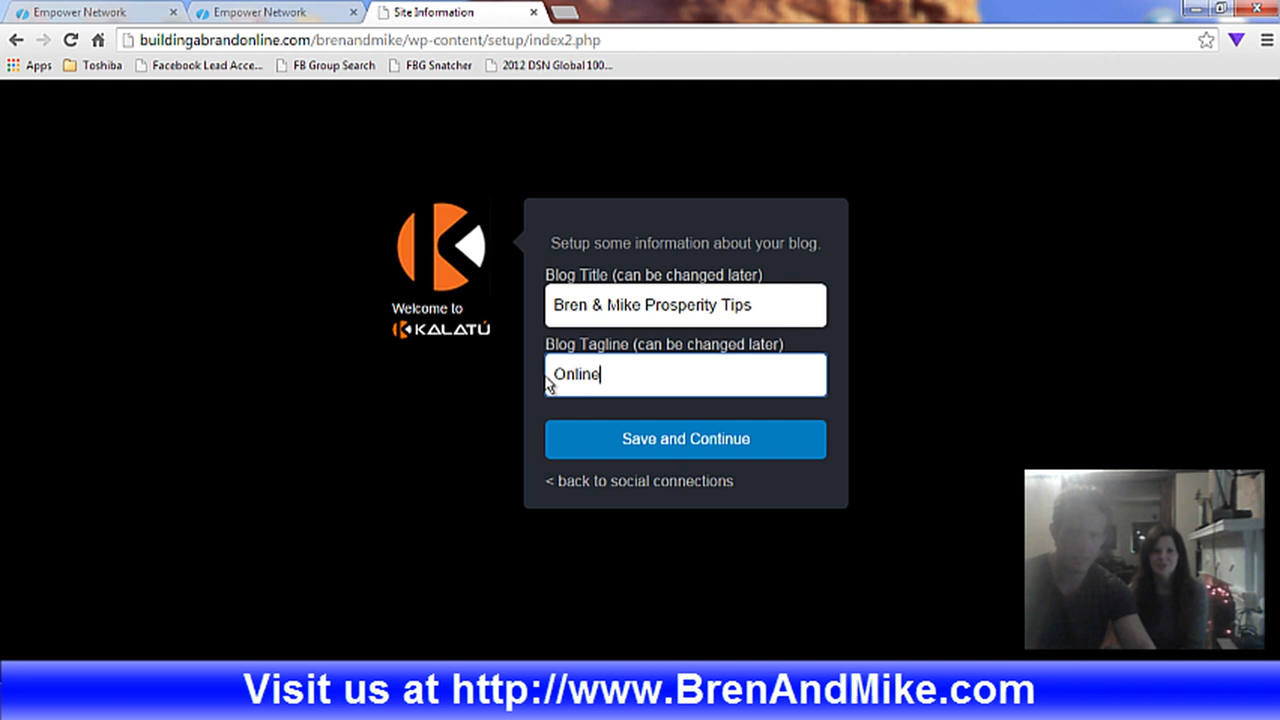 Empower Network
Empower Network
Site Information
buildingabrandonline.com/brenandmike/wp-content/setup/index2.php
Apps
Toshiba
Facebook Lead Acce...
FB Group Search
FBG Snatcher
2012 DSN Global 100...
Setup some information about your blog.
Blog Title (can be changed later)
Bren & Mike Prosperity Tips
Welcome to
KALATÚ
Blog Tagline (can be changed later)
Online
Save and Continue
< back to social connections
Visit us at http://www.BrenAndMike.com